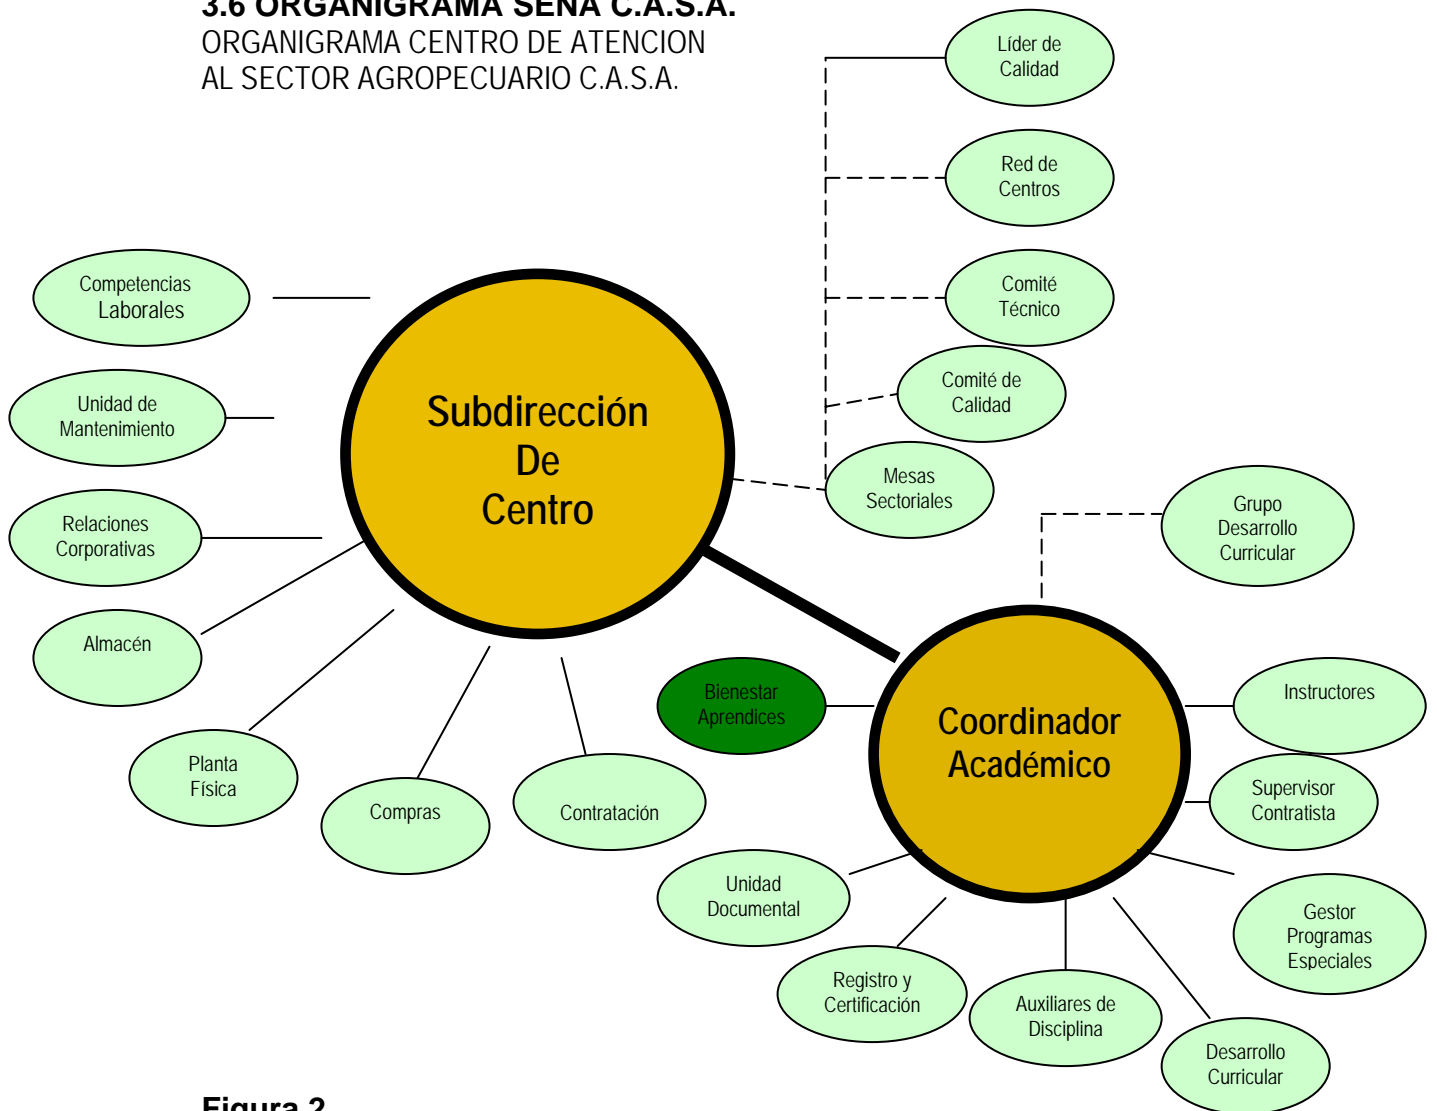 3.6 ORGANIGRAMA SENA C.A.S.A.
ORGANIGRAMA CENTRO DE ATENCION
AL SECTOR AGROPECUARIO C.A.S.A.
Líder de
Calidad
Red de
Centros
Comité
Técnico
Comité de
Calidad
Mesas
Sectoriales
Competencias
Laborales
Unidad de
Mantenimiento
Relaciones
Corporativas
Almacén
Planta
Física
Compras
Contratación
Subdirección
De
Centro
Grupo
Desarrollo
Curricular
Bienestar
Aprendices
Coordinador
Académico
Instructores
Supervisor
Contratista
Gestor
Programas
Especiales
Unidad
Documental
Registro y
Certificación
Auxiliares de
Disciplina
Desarrollo
Curricular
Figura 2